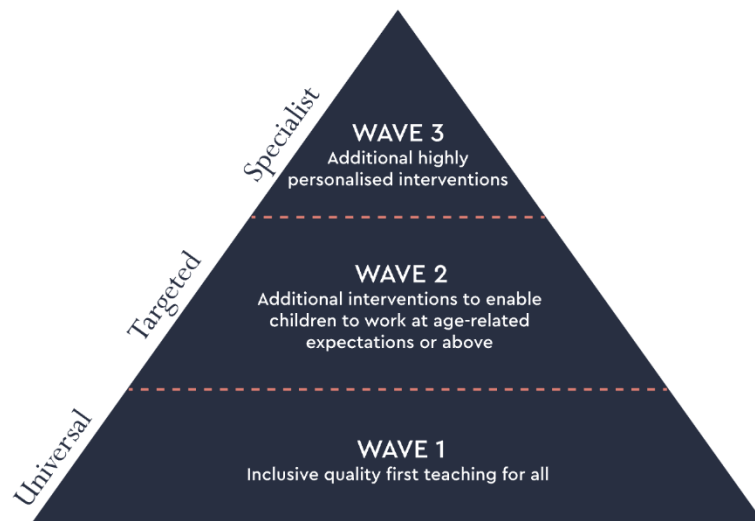 Specialist
WAVE 3
Additional highly
personalised interventions
Targeted
WAVE 2
Additional interventions to enable
children to work at age-related
expectations or above
Universal
WAVE 1
Inclusive quality first teaching for all